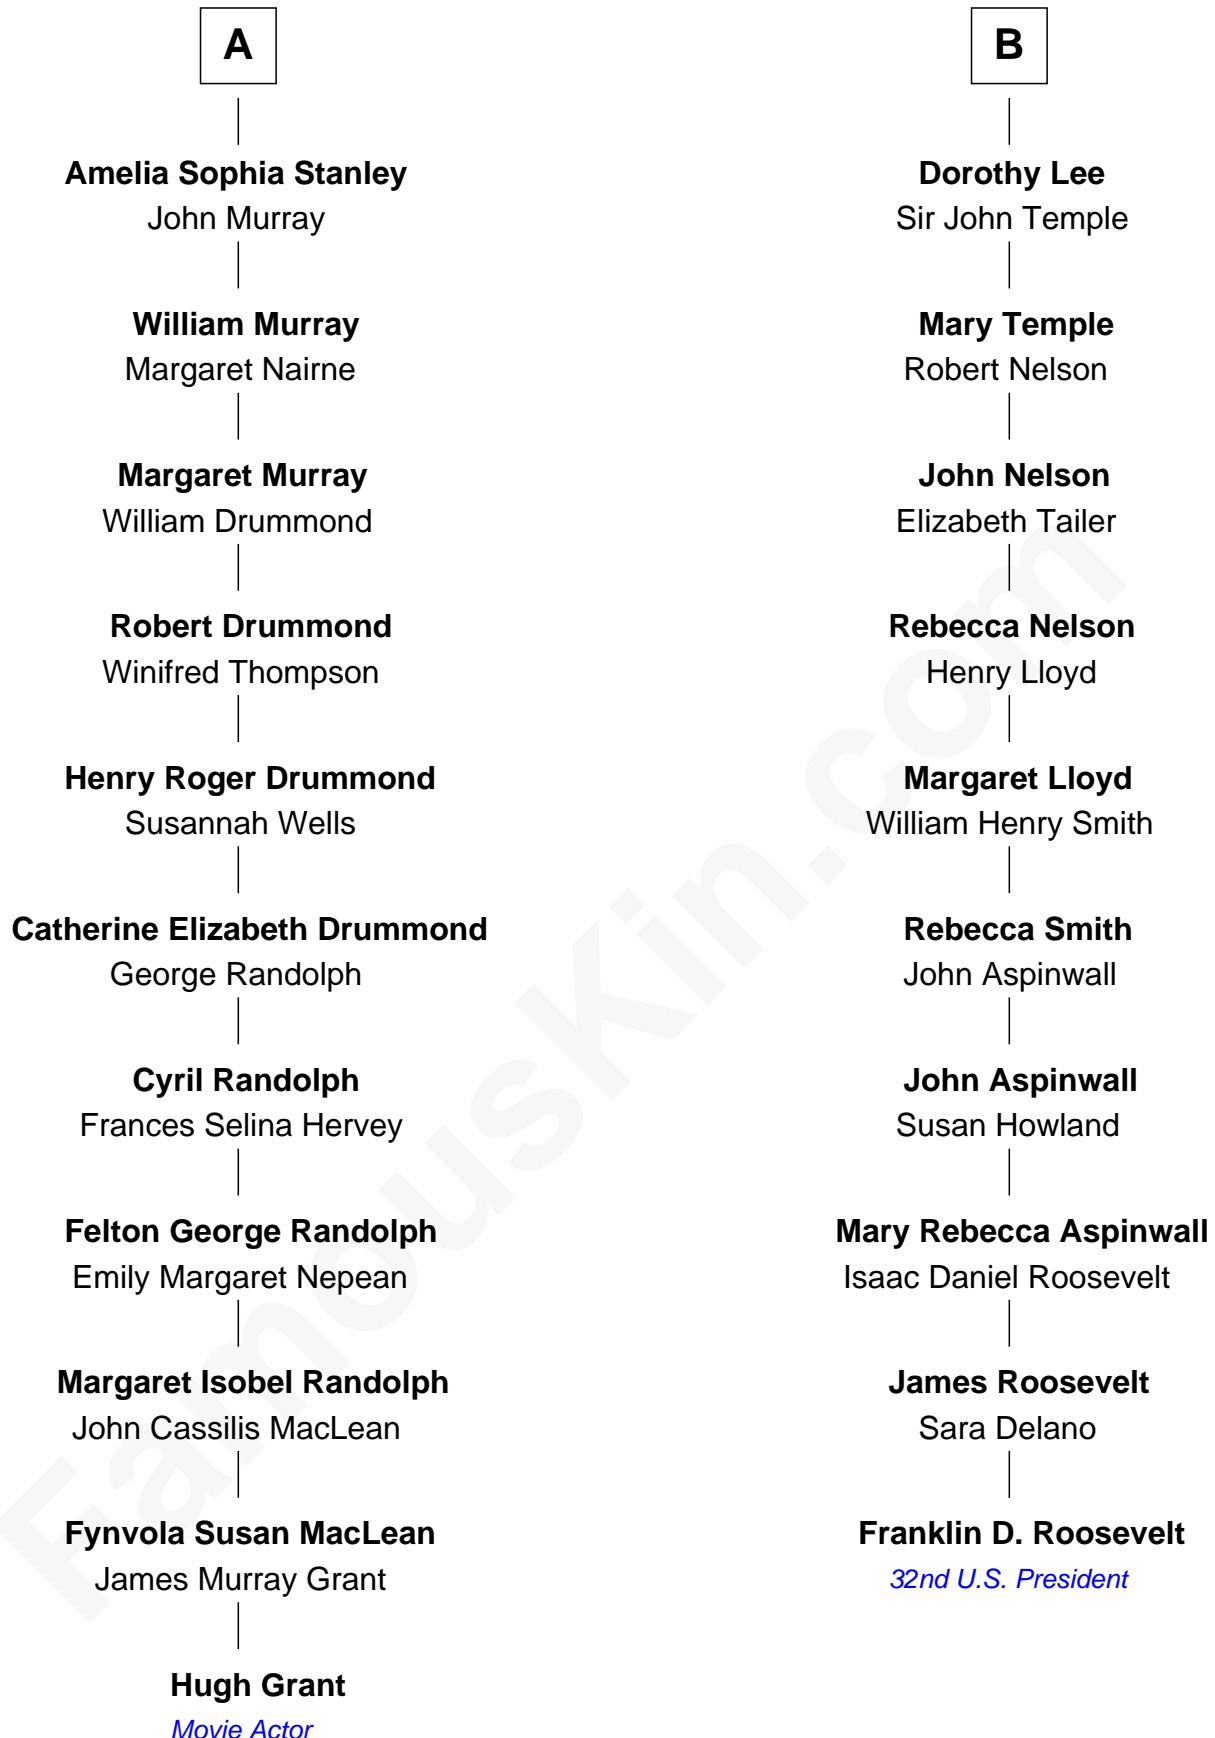 A
Amelia Sophia Stanley
John Murray
William Murray
Margaret Nairne
Margaret Murray
William Drummond
Robert Drummond
Winifred Thompson
Henry Roger Drummond
Susannah Wells
Catherine Elizabeth Drummond
George Randolph
Cyril Randolph
Frances Selina Hervey
Felton George Randolph
Emily Margaret Nepean
Margaret Isobel Randolph
John Cassilis MacLean
Fynvola Susan MacLean
James Murray Grant
Hugh Grant
Movie Actor
B
Dorothy Lee
Sir John Temple
Mary Temple
Robert Nelson
John Nelson
Elizabeth Tailer
Rebecca Nelson
Henry Lloyd
Margaret Lloyd
William Henry Smith
Rebecca Smith
John Aspinwall
John Aspinwall
Susan Howland
Mary Rebecca Aspinwall
Isaac Daniel Roosevelt
James Roosevelt
Sara Delano
Franklin D. Roosevelt
32nd U.S. President
FamousKin.com